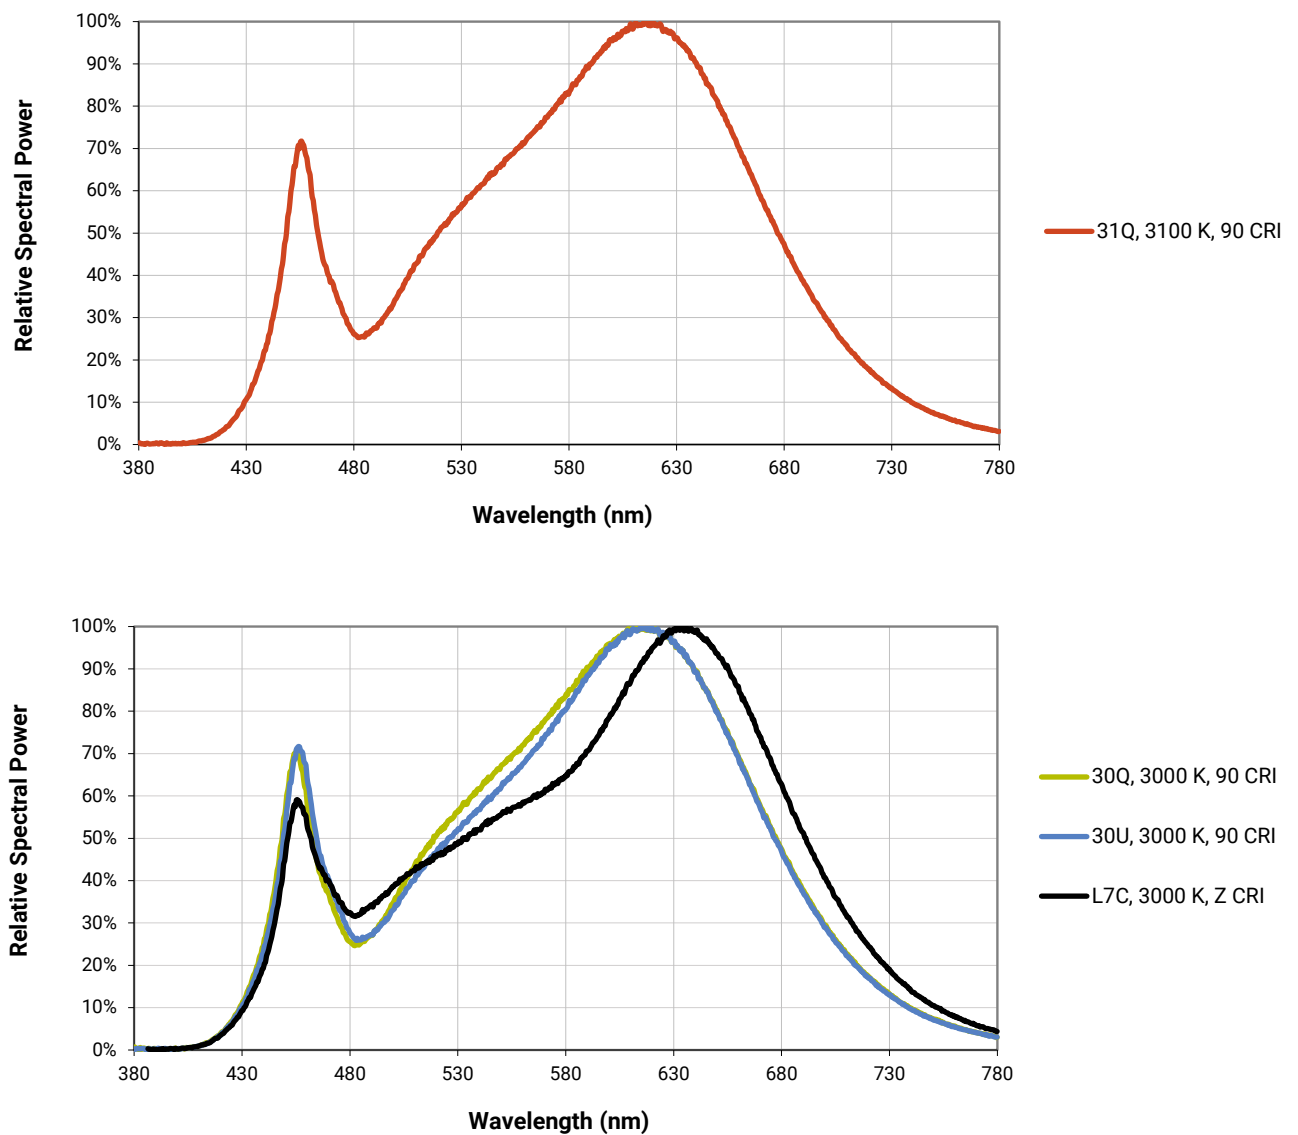 100%
90%
80%
70%
60%
50%
40%
30%
20%
10%
0%
Relative Spectral Power
380 430 480 530 580 630 680 730 780
Wavelength (nm)
31Q, 3100 K, 90 CRI
100%
90%
80%
70%
60%
50%
40%
30%
20%
10%
0%
Relative Spectral Power
380 430 480 530 580 630 680 730 780
Wavelength (nm)
30Q, 3000 K, 90 CRI
30U, 3000 K, 90 CRI
L7C, 3000 K, Z CRI